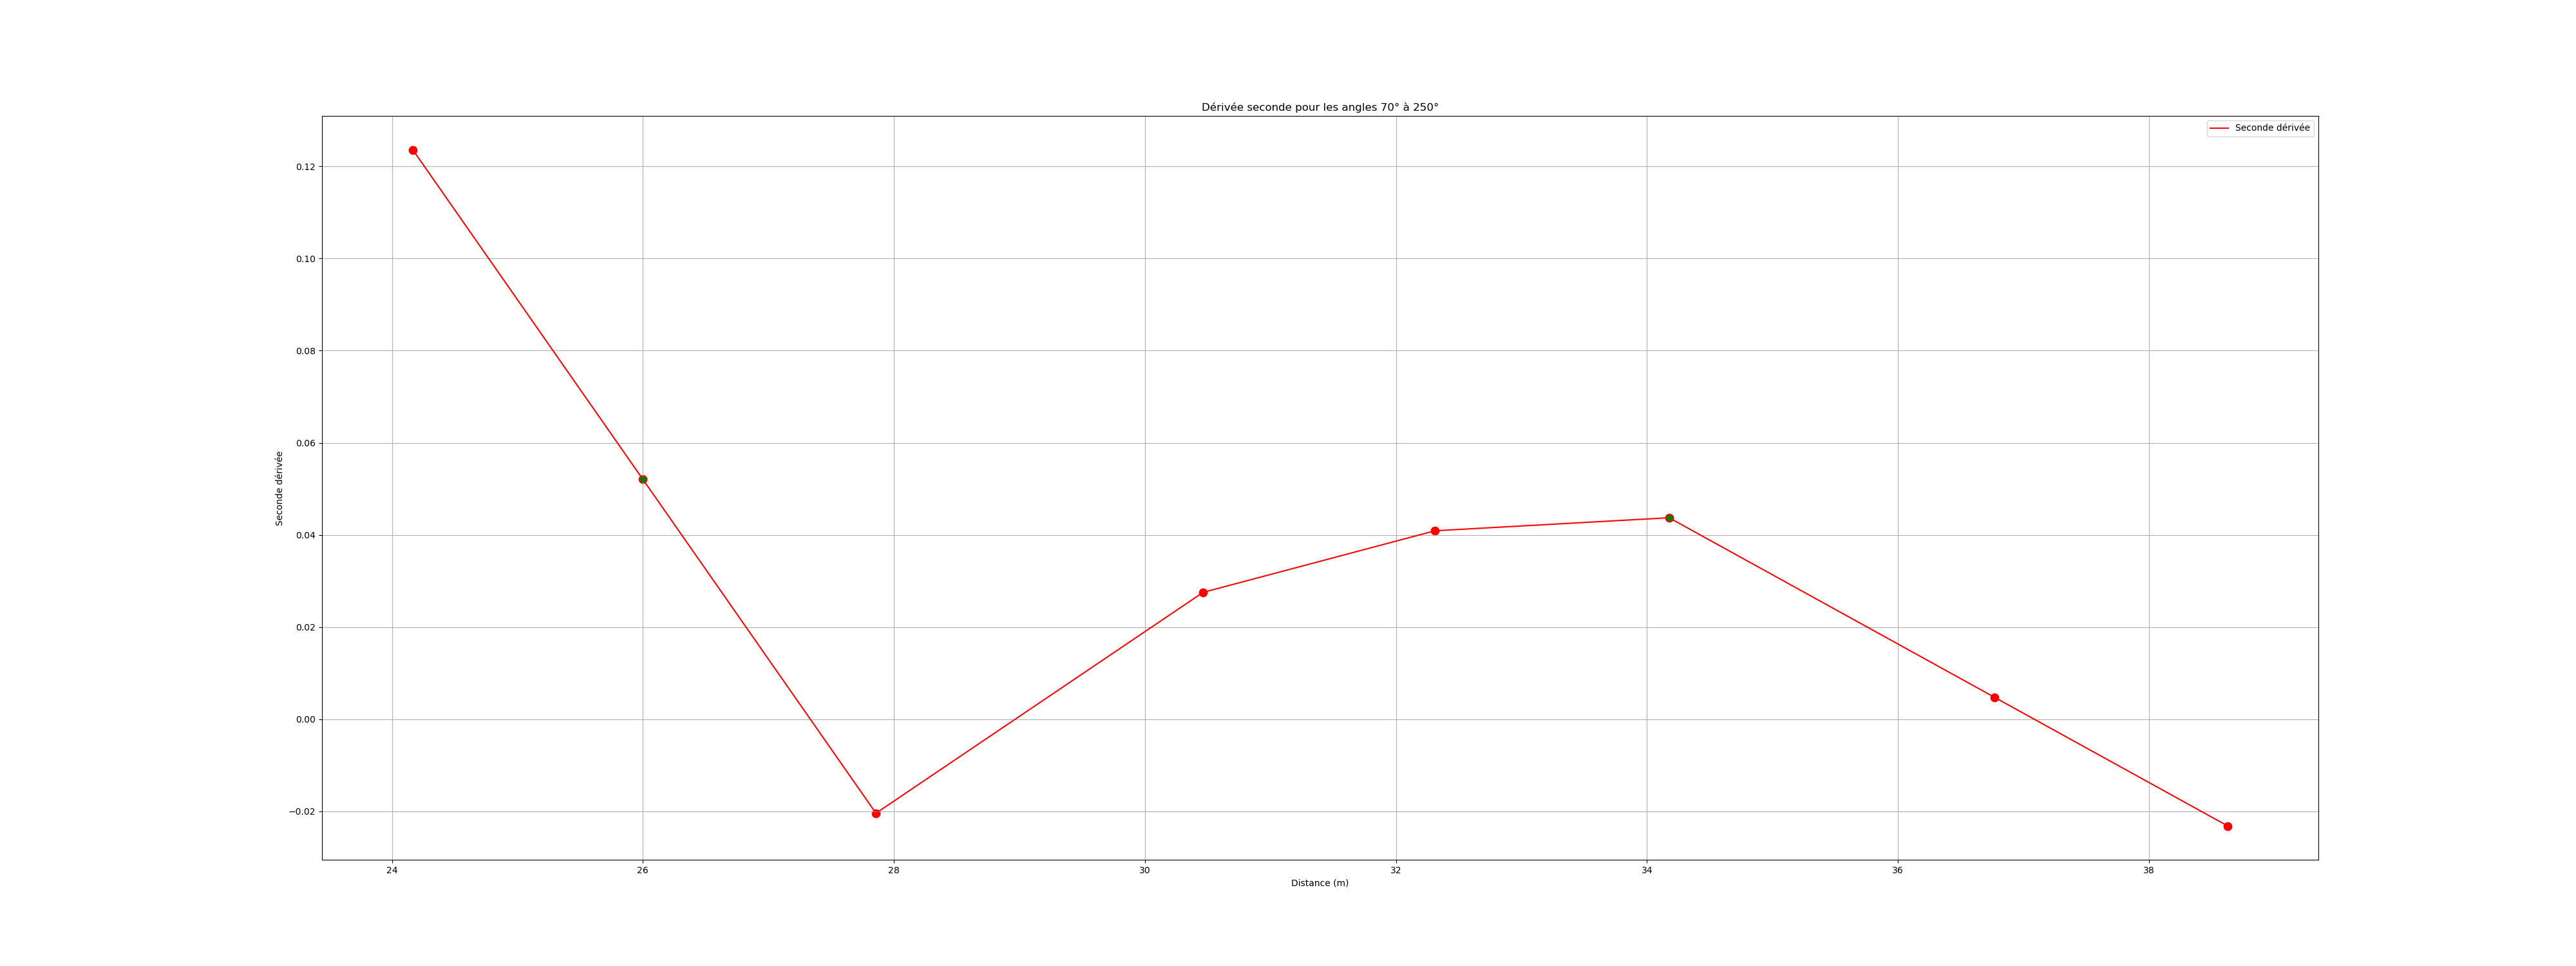 Dérivée seconde pour les angles 70° à 250°
Seconde dérivée
0.12
0.10
0.08
0.06
0.04
0.02
0.00
−0.02
Seconde dérivée
24 26 28 30 32 34 36 38
Distance (m)